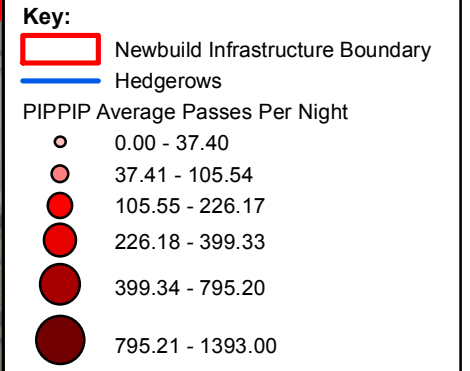 Key:
Newbuild Infrastructure Boundary
Hedgerows
PIPPIP Average Passes Per Night
0.00 - 37.40
37.41 - 105.54
105.55 - 226.17
226.18 - 399.33
399.34 - 795.20
795.21 - 1393.00